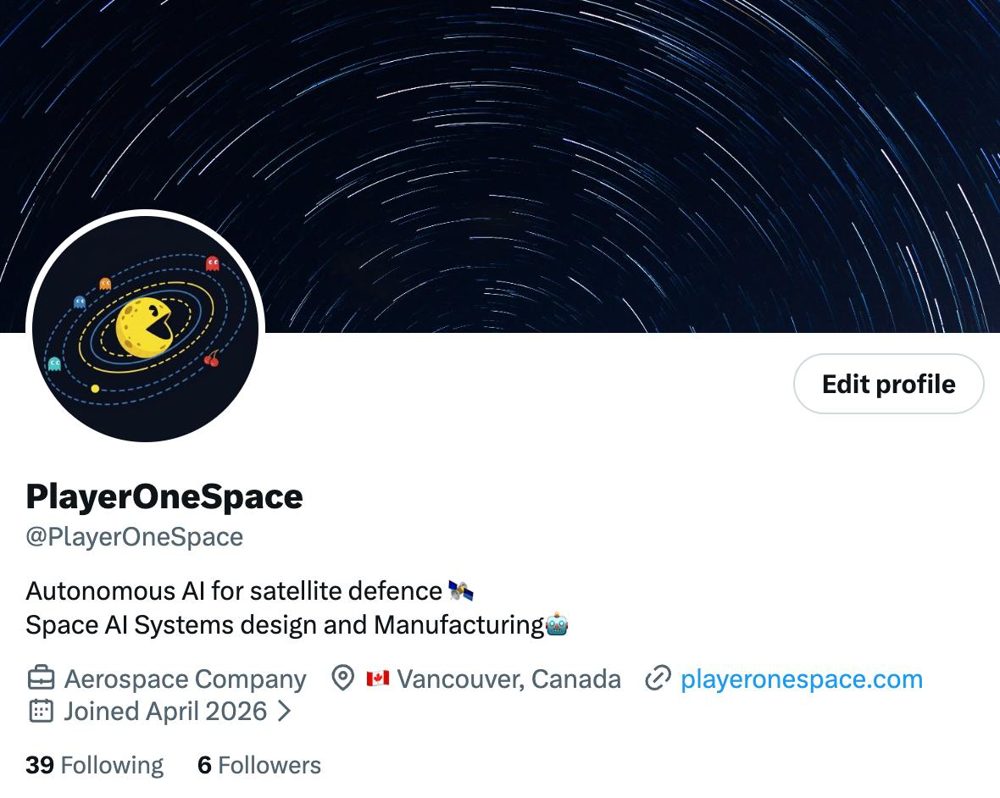 Edit profile
PlayerOneSpace
@PlayerOneSpace
Autonomous AI for satellite defence🛰️
Space AI Systems design and Manufacturing🤖
Aerospace Company 🇨🇦 Vancouver, Canada playeronespace.com
Joined April 2026 >
39 Following 6 Followers